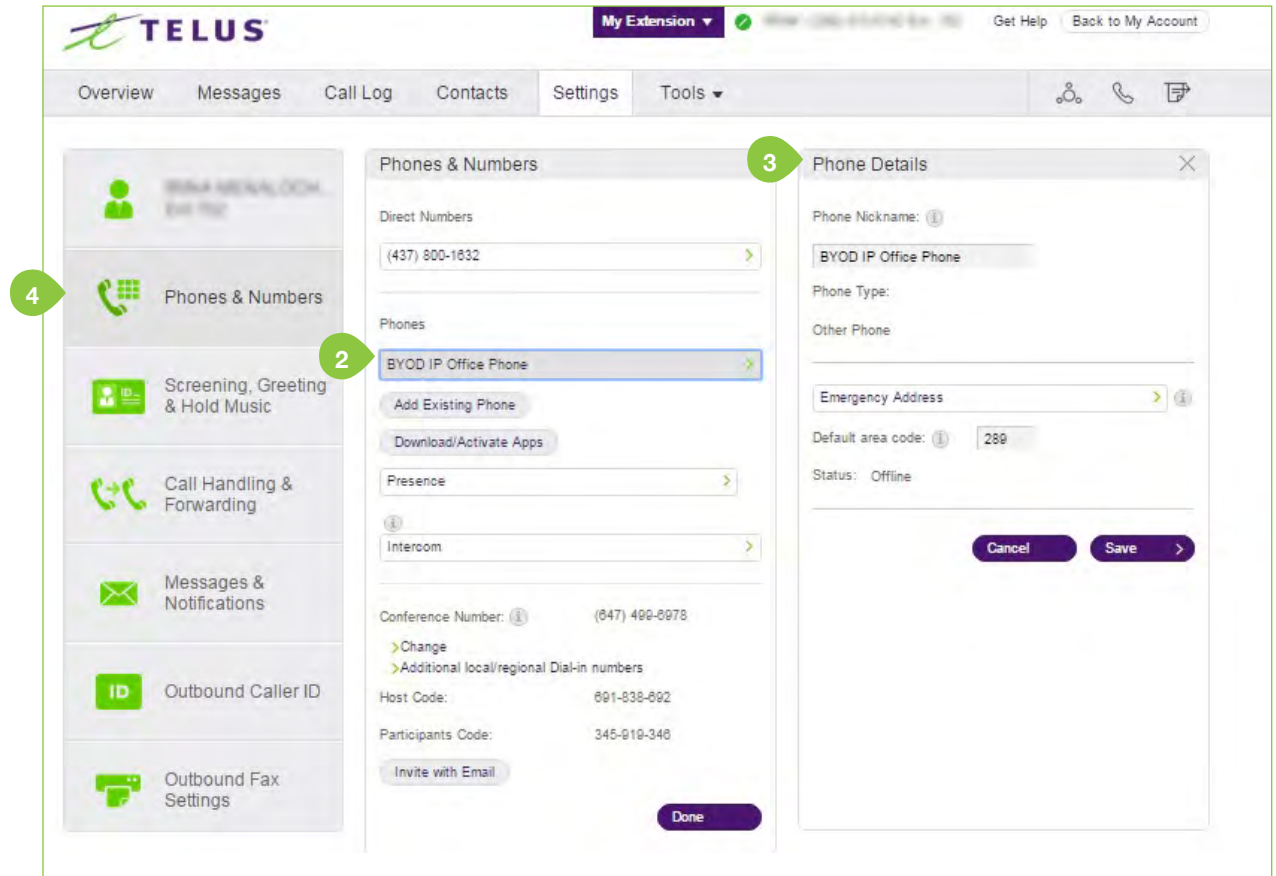 TELUS
My Extension
Get Help
Back to My Account
Overview Messages Call Log Contacts Settings Tools
4
Phones & Numbers
Screening, Greeting
& Hold Music
Call Handling &
Forwarding
Messages &
Notifications
ID
Outbound Caller ID
Outbound Fax
Settings
Phones & Numbers
Direct Numbers
(437) 800-1632
Phones
2
BYOD IP Office Phone
Add Existing Phone
Download/Activate Apps
Presence
Intercom
Conference Number: (647) 499-6978
Change
Additional local/regional Dial-in numbers
Host Code: 691-838-692
Participants Code: 345-919-346
Invite with Email
Done
3
Phone Details
Phone Nickname:
BYOD IP Office Phone
Phone Type:
Other Phone
Emergency Address
Default area code: 289
Status: Offline
Cancel
Save